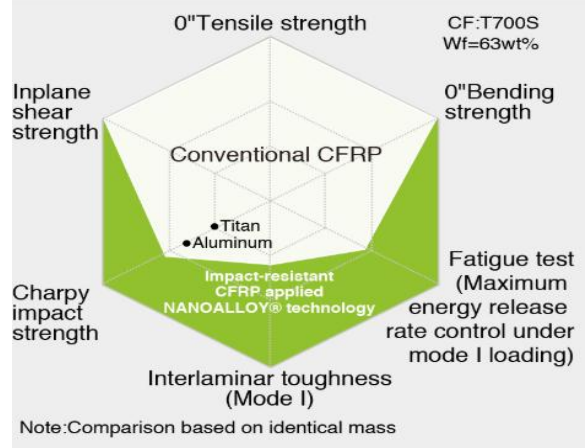 0"Tensile strength
CF:T700S
Wf=63wt%
Inplane
shear
strength
0"Bending
strength
Conventional CFRP
Titan
Aluminum
Impact-resistant
CFRP applied
NANOALLOY® technology
Charpy
impact
strength
Fatigue test
(Maximum
energy release
rate control under
mode I loading)
Interlaminar toughness
(Mode I)
Note:Comparison based on identical mass